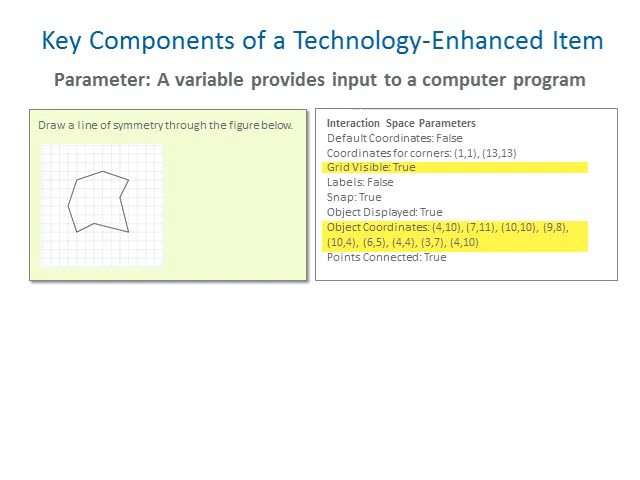 Key Components of a Technology-Enhanced Item
Parameter: A variable provides input to a computer program
Draw a line of symmetry through the figure below.
Interaction Space Parameters
Default Coordinates: False
Coordinates for corners: (1,1), (13,13)
Grid Visible: True
Labels: False
Snap: True
Object Displayed: True
Object Coordinates: (4,10), (7,11), (10,10), (9,8),
(10,4), (6,5), (4,4), (3,7), (4,10)
Points Connected: True